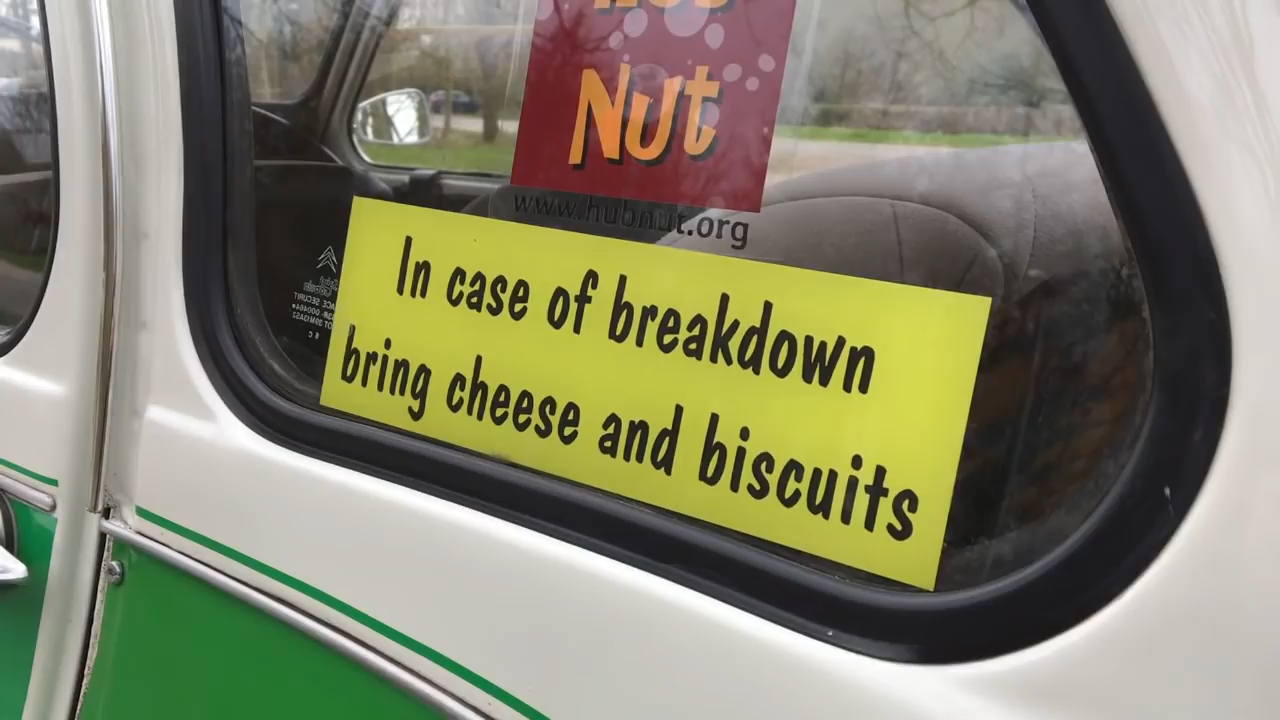 Nut
www.hubnut.org
In case of breakdown
bring cheese and biscuits